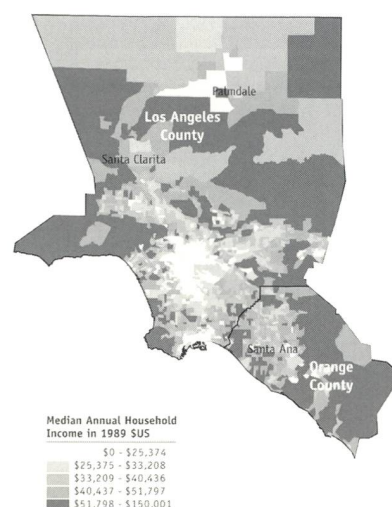 Palmdale
Los Angeles
County
Santa Clarita
Santa Ana
Orange
County
Median Annual Household
Income in 1989 $US
$0 - $25,374
$25,375 - $33,208
$33,209 - $40,436
$40,437 - $51,797
$51,798 - $150,001